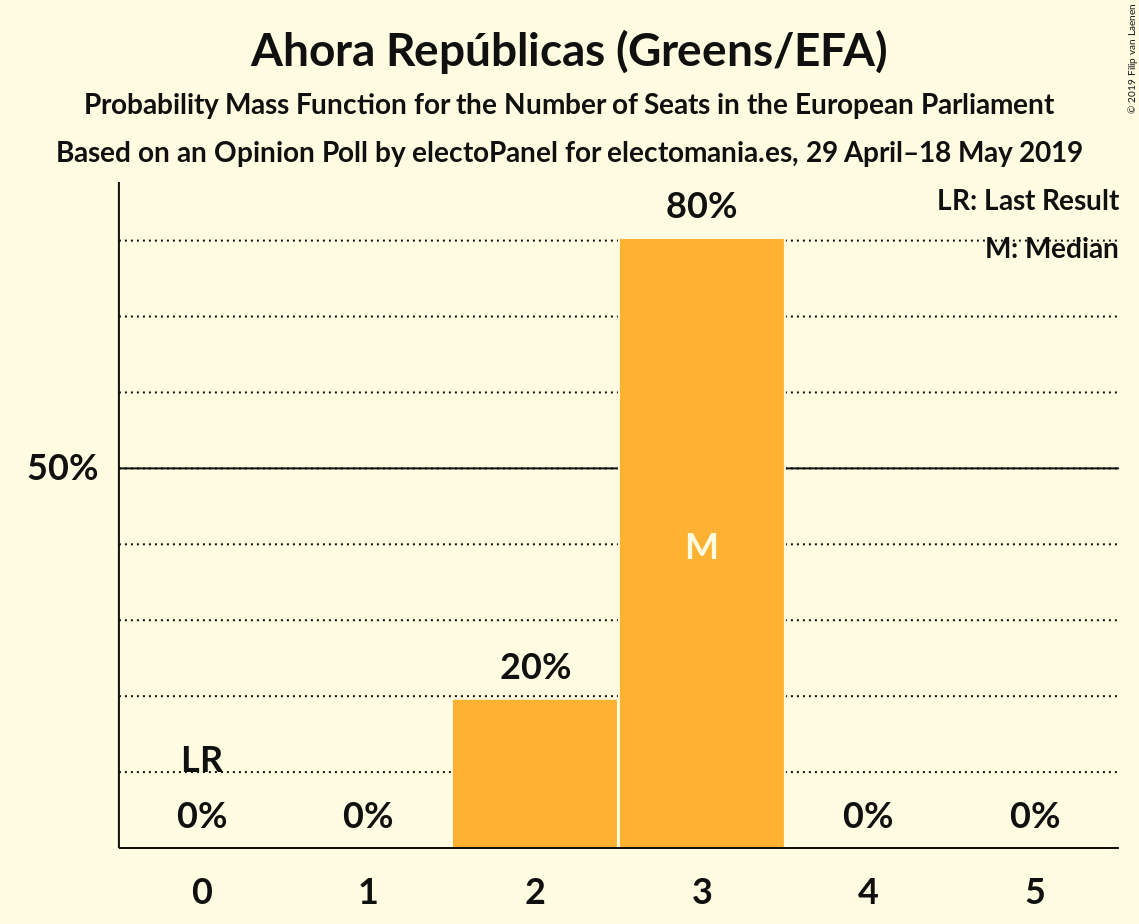 Ahora Repúblicas (Greens/EFA)
Probability Mass Function for the Number of Seats in the European Parliament
Based on an Opinion Poll by electoPanel for electomania.es, 29 April–18 May 2019
© 2019 Filip van Laenen
LR: Last Result
M: Median
80%
50%
M
20%
LR
0%
0%
0%
0%
0
1
2
3
4
5